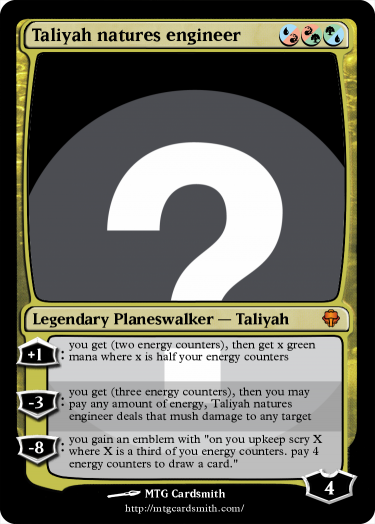 Taliyah natures engineer
Legendary Planeswalker — Taliyah
+1: you get (two energy counters), then get x green
mana where x is half your energy counters
-3: you get (three energy counters), then you may
pay any amount of energy, Taliyah natures
engineer deals that mush damage to any target
-8: you gain an emblem with "on you upkeep scry X
where X is a third of you energy counters. pay 4
energy counters to draw a card."
4
MTG Cardsmith
http://mtgcardsmith.com/